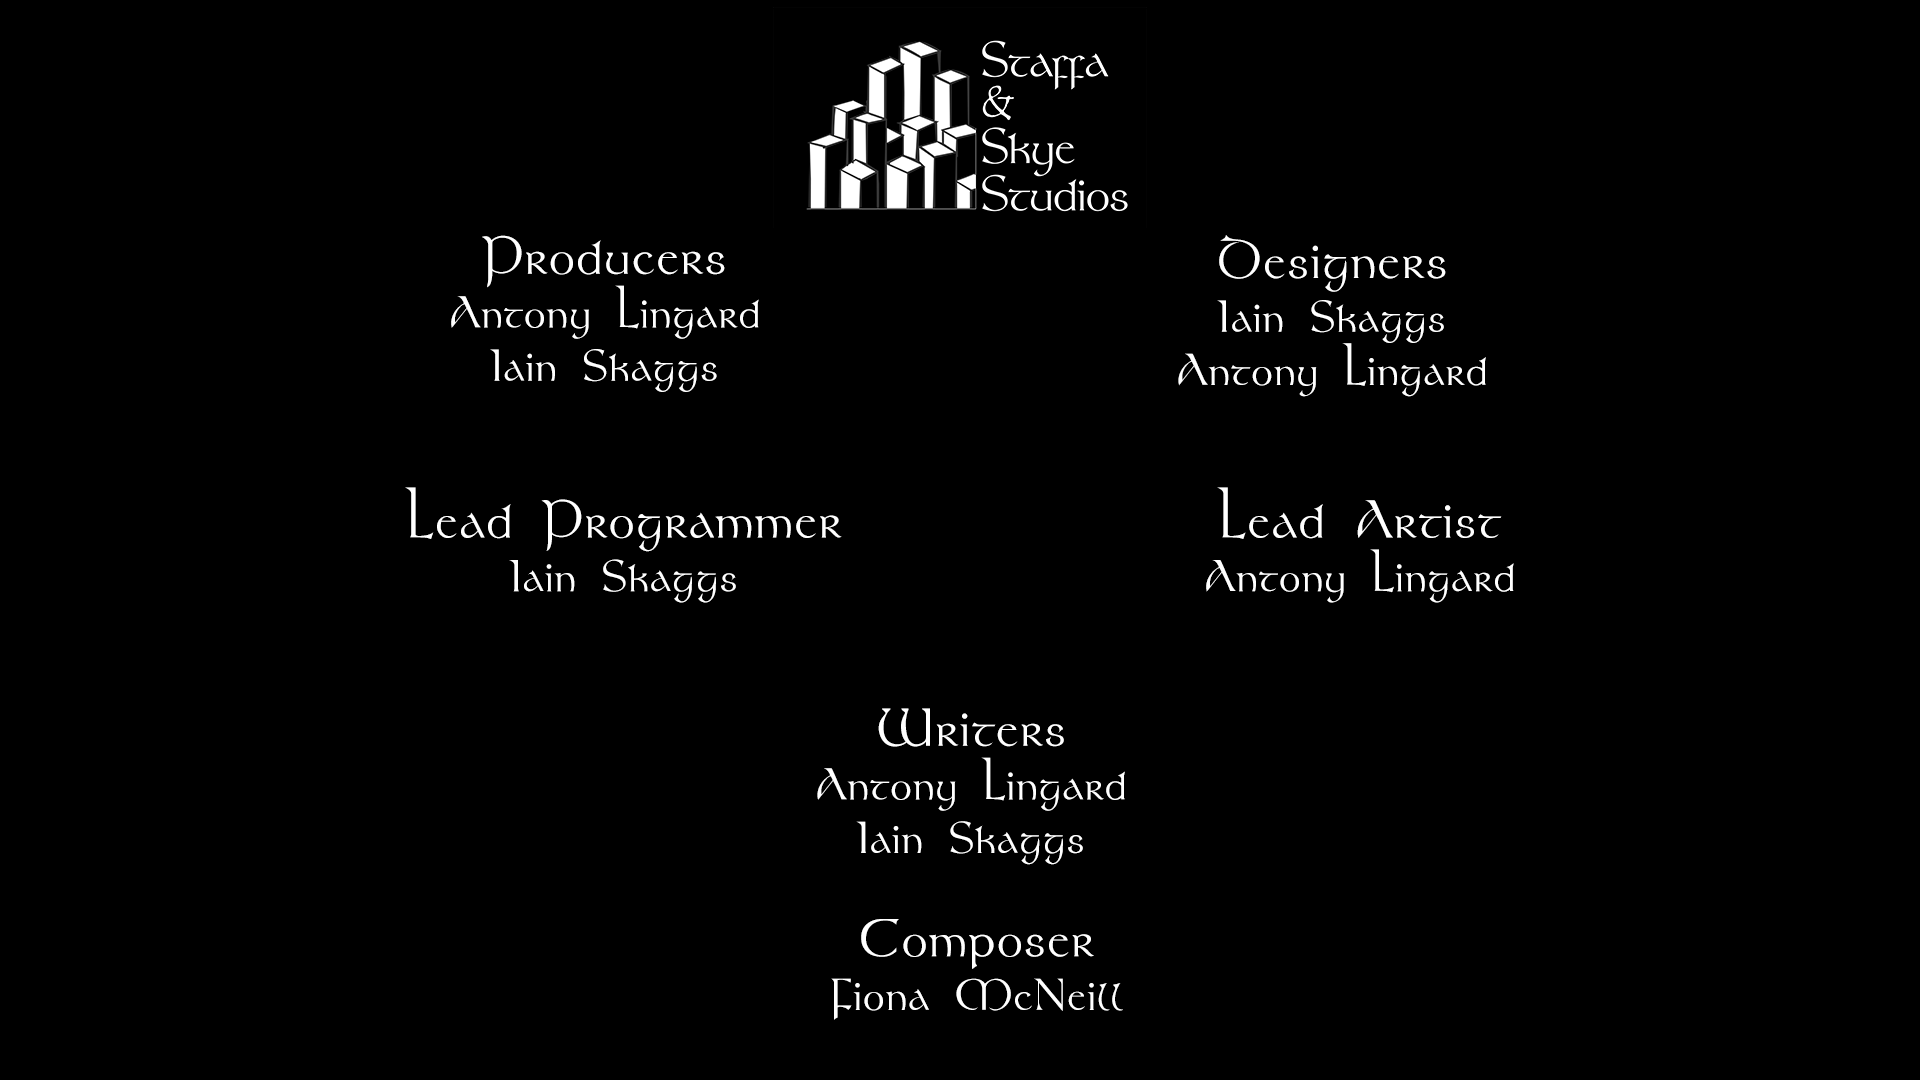 Staffa
&
Skye
Studios
Producers
Antony Lingard
Iain Skaggs
Designers
Iain Skaggs
Antony Lingard
Lead Programmer
Iain Skaggs
Lead Artist
Antony Lingard
Writers
Antony Lingard
Iain Skaggs
Composer
Fiona McNeill